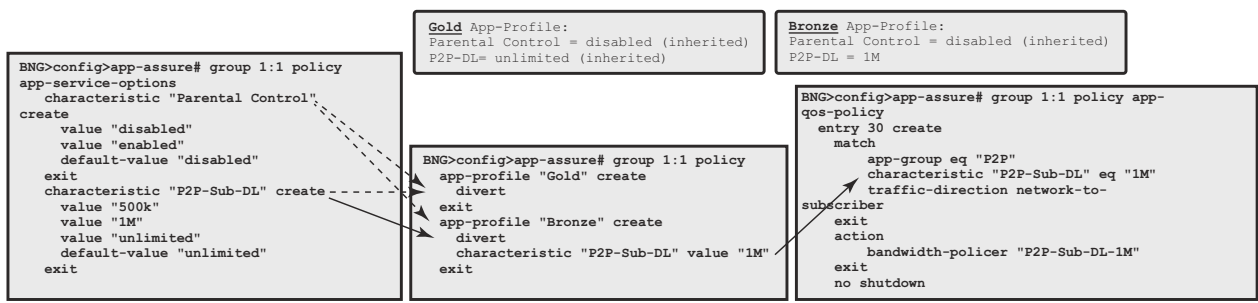 Gold App-Profile:
Parental Control = disabled (inherited)
P2P-DL= unlimited (inherited)
Bronze App-Profile:
Parental Control = disabled (inherited)
P2P-DL = 1M
BNG>config>app-assure# group 1:1 policy
app-service-options
characteristic "Parental Control"
create
value "disabled"
value "enabled"
default-value "disabled"
exit
characteristic "P2P-Sub-DL" create
value "500k"
value "1M"
value "unlimited"
default-value "unlimited"
exit
BNG>config>app-assure# group 1:1 policy
app-profile "Gold" create
divert
exit
app-profile "Bronze" create
divert
characteristic "P2P-Sub-DL" value "1M"
exit
BNG>config>app-assure# group 1:1 policy app-
qos-policy
entry 30 create
match
app-group eq "P2P"
characteristic "P2P-Sub-DL" eq "1M"
traffic-direction network-to-
subscriber
exit
action
bandwidth-policer "P2P-Sub-DL-1M"
exit
no shutdown